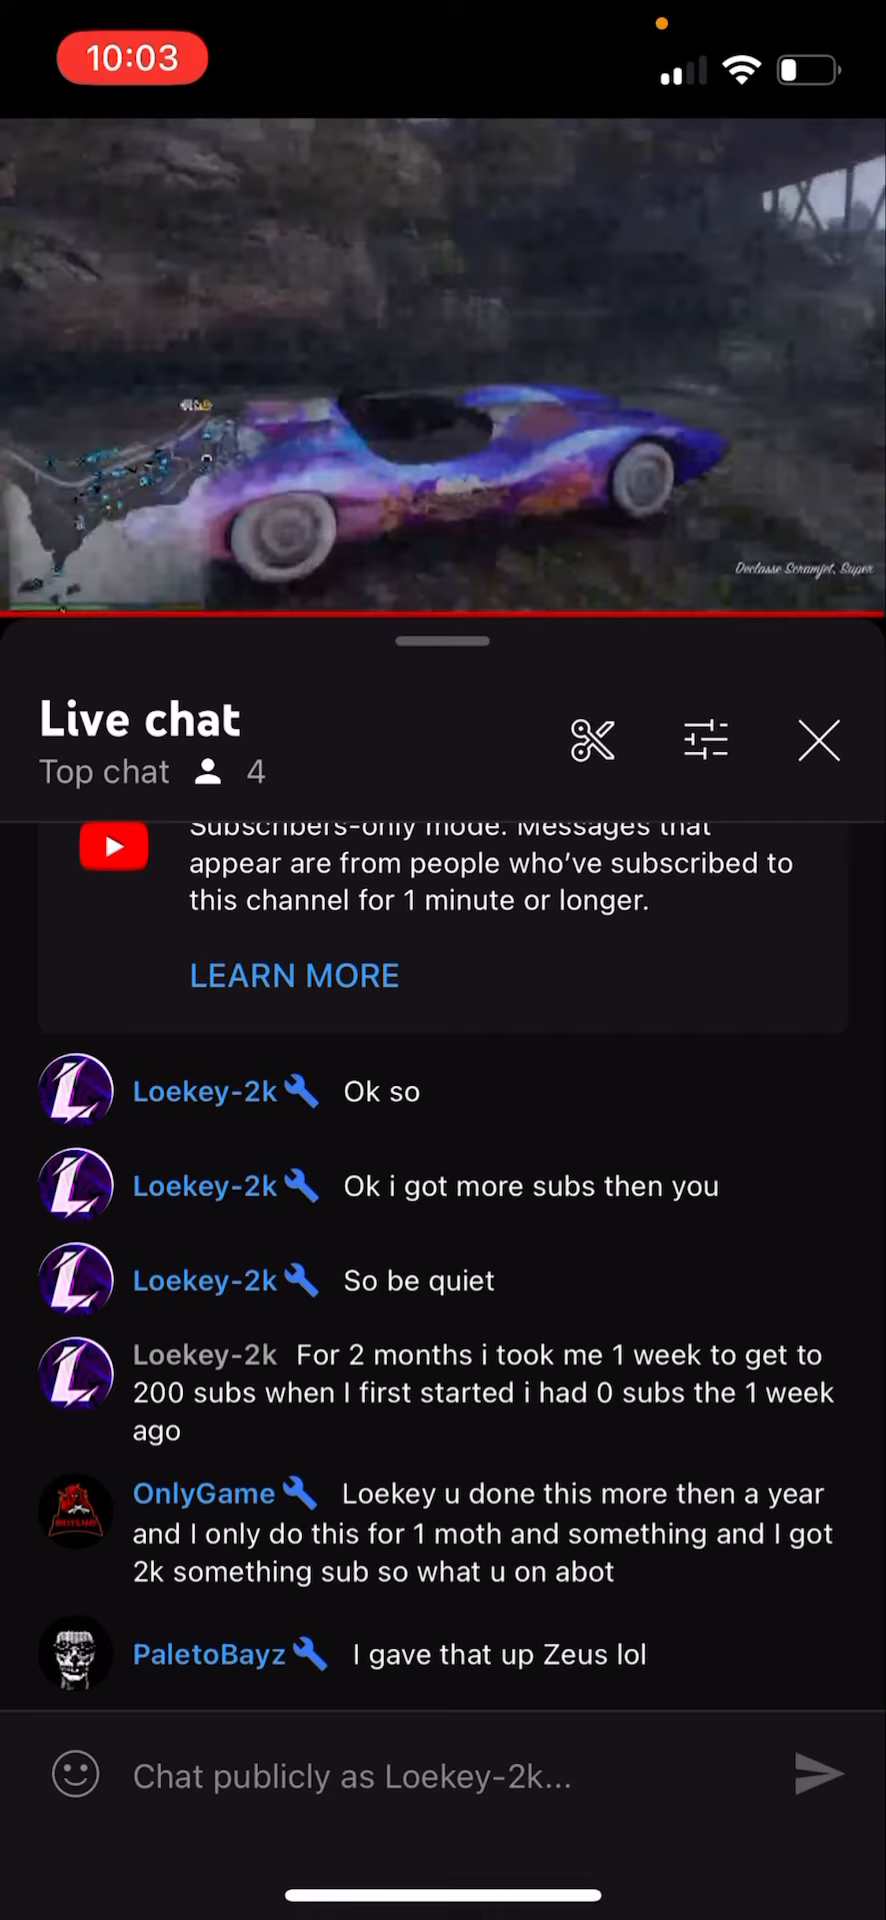 10:03
Declasse Scramjet, Super
Live chat
Top chat 4
Subscribers-only mode. Messages that
appear are from people who've subscribed to
this channel for 1 minute or longer.
LEARN MORE
Loekey-2k Ok so
Loekey-2k Ok i got more subs then you
Loekey-2k So be quiet
Loekey-2k For 2 months i took me 1 week to get to
200 subs when I first started i had 0 subs the 1 week
ago
OnlyGame Loekey u done this more then a year
and I only do this for 1 moth and something and I got
2k something sub so what u on abot
PaletoBayz I gave that up Zeus lol
Chat publicly as Loekey-2k...